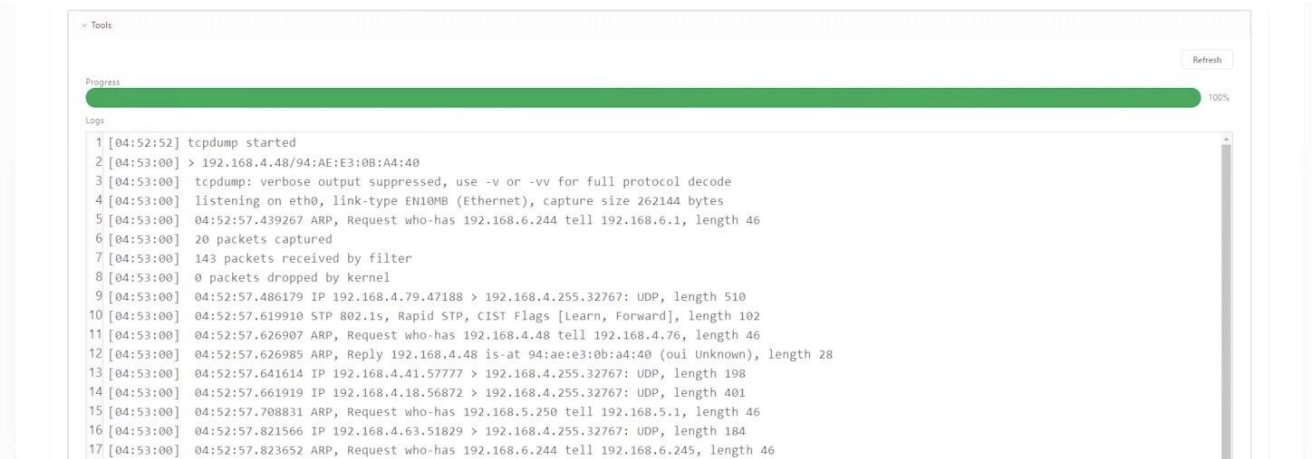 Tools
Refresh
Progress
100%
Logs
1 [04:52:52] tcpdump started
2 [04:53:00] > 192.168.4.48/94:AE:E3:0B:A4:40
3 [04:53:00] tcpdump: verbose output suppressed, use -v or -vv for full protocol decode
4 [04:53:00] listening on eth0, link-type EN10MB (Ethernet), capture size 262144 bytes
5 [04:53:00] 04:52:57.439267 ARP, Request who-has 192.168.6.244 tell 192.168.6.1, length 46
6 [04:53:00] 20 packets captured
7 [04:53:00] 143 packets received by filter
8 [04:53:00] 0 packets dropped by kernel
9 [04:53:00] 04:52:57.486179 IP 192.168.4.79.47188 > 192.168.4.255.32767: UDP, length 510
10 [04:53:00] 04:52:57.619910 STP 802.1s, Rapid STP, CIST Flags [Learn, Forward], length 102
11 [04:53:00] 04:52:57.626907 ARP, Request who-has 192.168.4.48 tell 192.168.4.76, length 46
12 [04:53:00] 04:52:57.626985 ARP, Reply 192.168.4.48 is-at 94:ae:e3:0b:a4:40 (oui Unknown), length 28
13 [04:53:00] 04:52:57.641614 IP 192.168.4.41.57777 > 192.168.4.255.32767: UDP, length 198
14 [04:53:00] 04:52:57.661919 IP 192.168.4.18.56872 > 192.168.4.255.32767: UDP, length 401
15 [04:53:00] 04:52:57.708831 ARP, Request who-has 192.168.5.250 tell 192.168.5.1, length 46
16 [04:53:00] 04:52:57.821566 IP 192.168.4.63.51829 > 192.168.4.255.32767: UDP, length 184
17 [04:53:00] 04:52:57.823652 ARP, Request who-has 192.168.6.244 tell 192.168.6.245, length 46